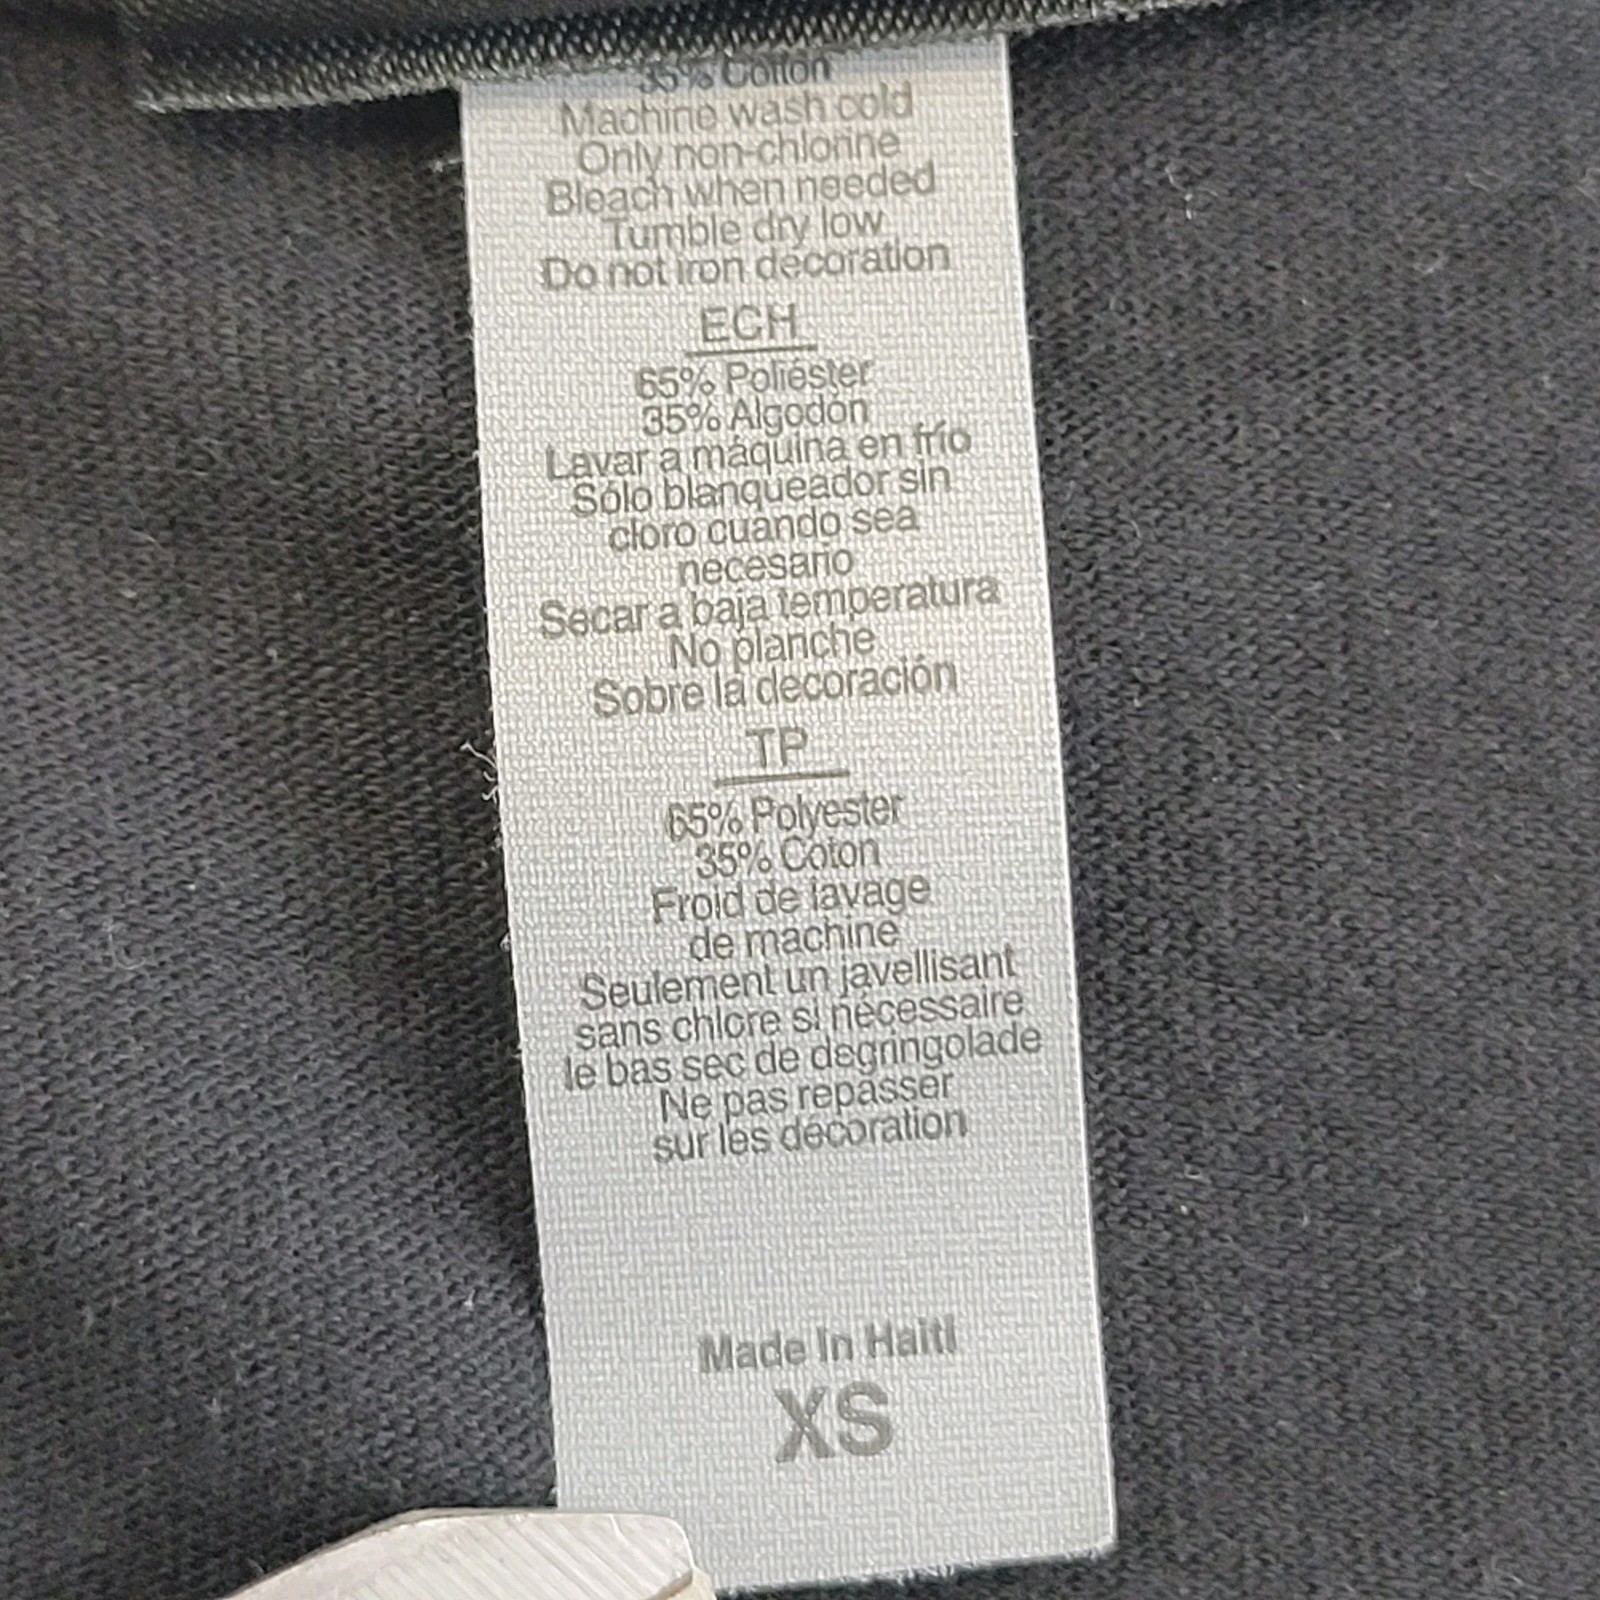 35% Cotton
Machine wash cold
Only non-chlorine
Bleach when needed
Tumble dry low
Do not iron decoration
ECH
65% Poliéster
35% Algodón
Lavar a máquina en frío
Sólo blanqueador sin
cloro cuando sea
necesario
Secar a baja temperatura
No planche
Sobre la decoración
TP
65% Polyester
35% Coton
Froid de lavage
de machine
Seulement un javellisant
sans chlore si nécessaire
le bas sec de degringolade
Ne pas repasser
sur les décoration
Made In Haiti
XS